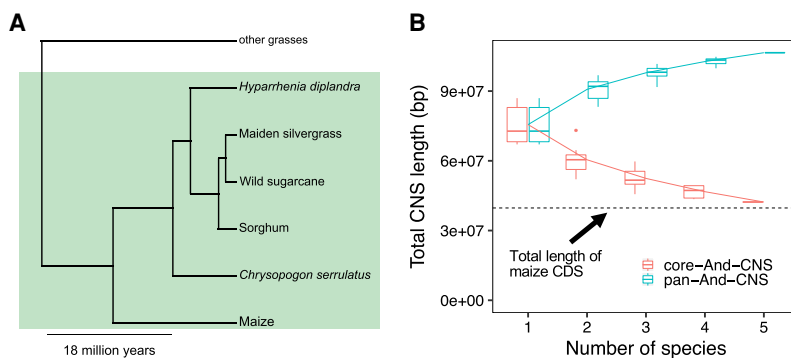 A
other grasses
Hyparrhenia diplandra
Maiden silvergrass
Wild sugarcane
Sorghum
Chrysopogon serrulatus
Maize
18 million years
B
Total CNS length (bp)
9e+07
6e+07
3e+07
0e+00
Total length of
maize CDS
core−And−CNS
pan−And−CNS
1 2 3 4 5
Number of species